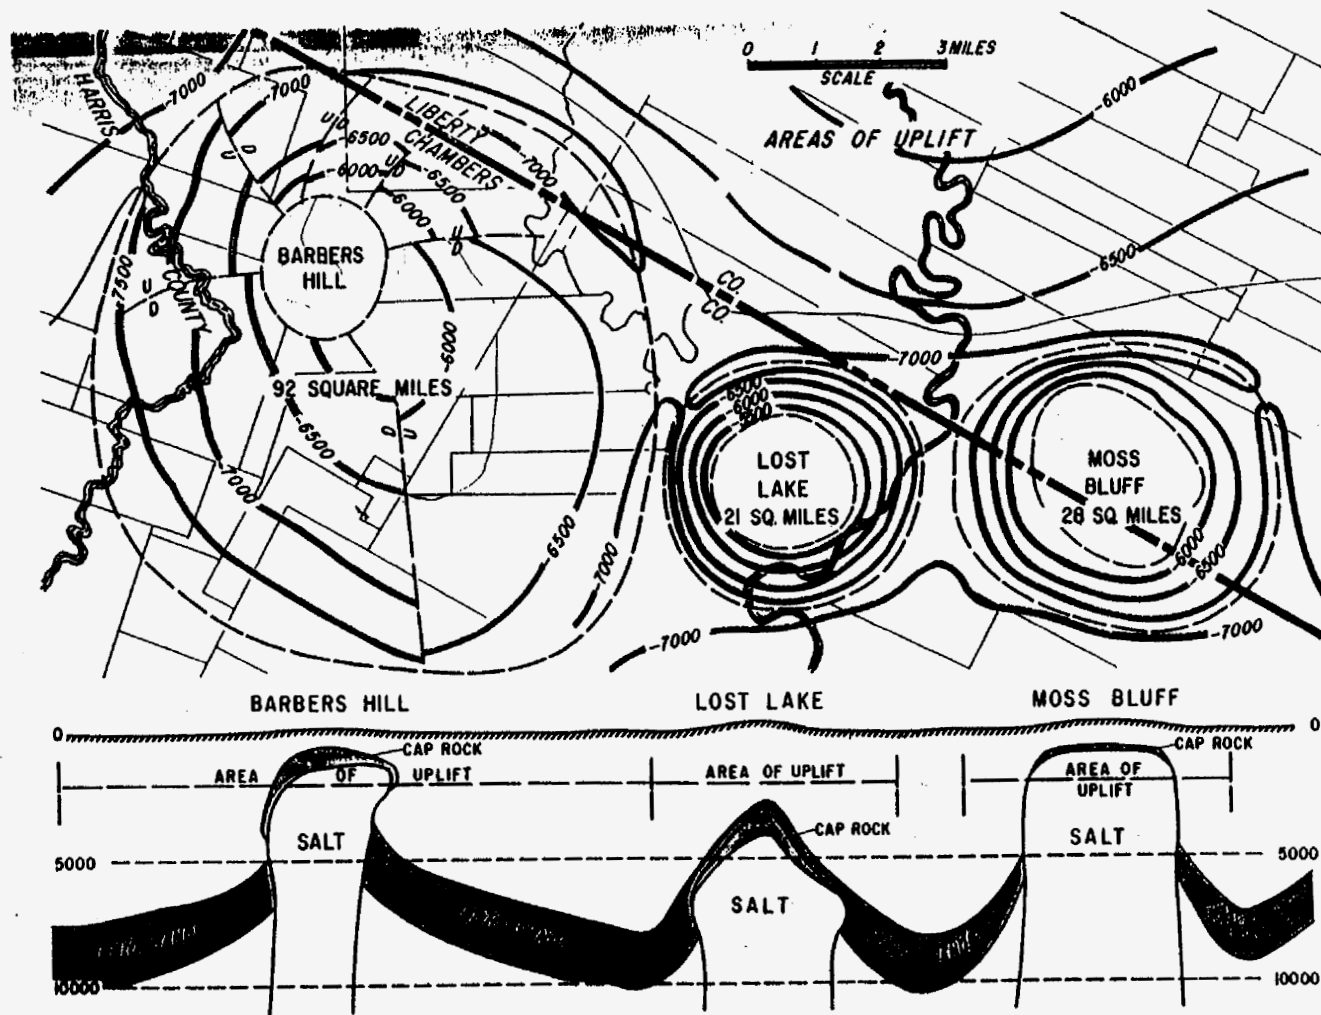 0 1 2 3 MILES
SCALE
AREAS OF UPLIFT
HARRIS
COUNTY
LIBERTY
CHAMBERS
CO.
CO.
-7000
-7000
-7000
-6500
-6000
-6500
-6000
-6000
-6500
-7500
-7000
-6500
-6500
-7000
-6000
-6500
-7000
-7000
-7000
6500
6000
-6000
-6500
U D
D
U
U
D
U
D
U
D
D U
BARBERS
HILL
92 SQUARE MILES
LOST
LAKE
21 SQ. MILES
MOSS
BLUFF
28 SQ. MILES
BARBERS HILL
LOST LAKE
MOSS BLUFF
0 0
CAP ROCK
CAP ROCK
AREA OF UPLIFT
AREA OF UPLIFT
AREA OF
UPLIFT
CAP ROCK
SALT
SALT
SALT
5000 5000
10000 10000